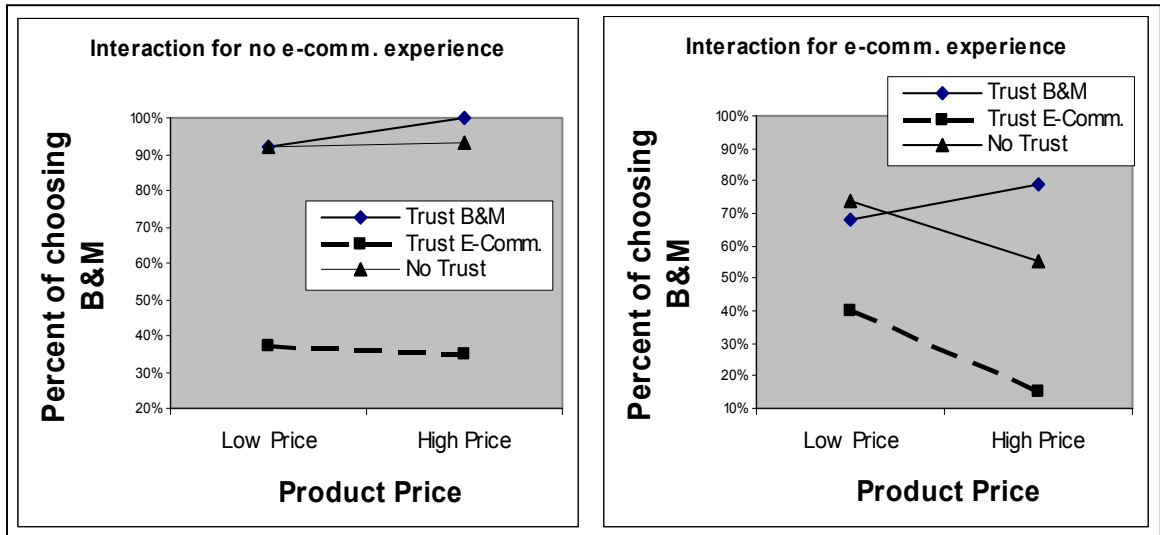 Interaction for no e-comm. experience
100%
90%
80%
70%
60%
50%
40%
30%
20%
Percent of choosing
B&M
Trust B&M
Trust E-Comm.
No Trust
Low Price
High Price
Product Price
Interaction for e-comm. experience
Trust B&M
Trust E-Comm.
No Trust
100%
90%
80%
70%
60%
50%
40%
30%
20%
10%
Percent of choosing
B&M
Low Price
High Price
Product Price